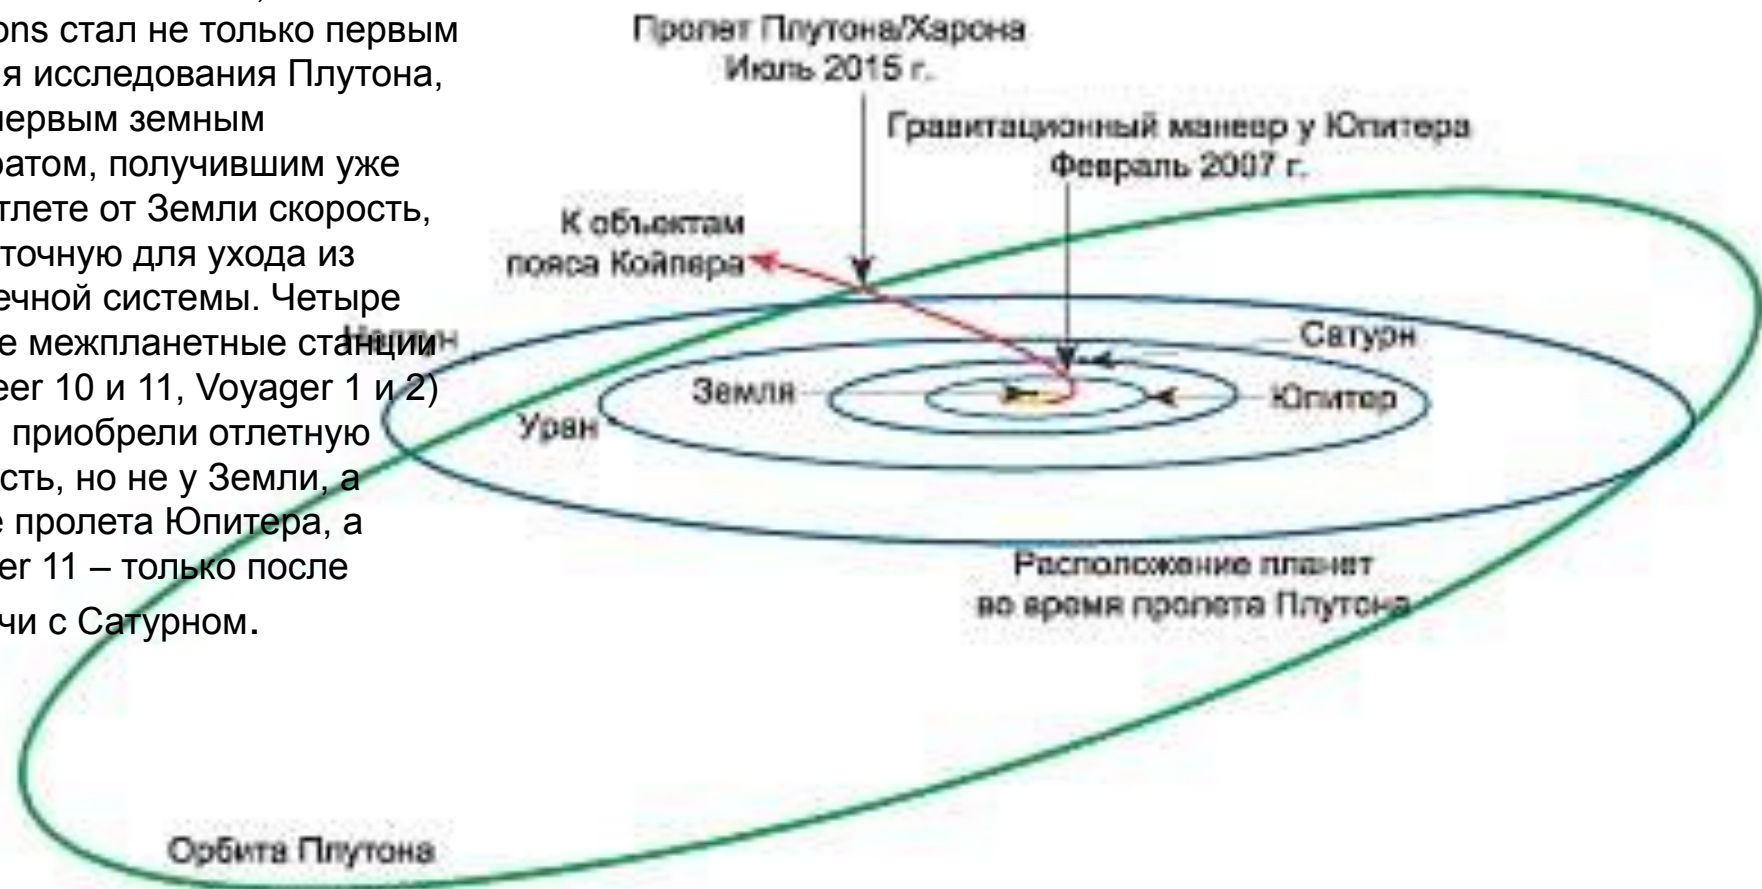 ons стал не только первым
я исследования Плутона,
первым земным
ратом, получившим уже
тлете от Земли скорость,
точную для ухода из
ечной системы. Четыре
е межпланетные станции
eer 10 и 11, Voyager 1 и 2)
приобрели отлетную
сть, но не у Земли, а
е пролета Юпитера, а
er 11 – только после
чи с Сатурном.
Пролет Плутона/Харона
Июль 2015 г.
Гравитационный маневр у Юпитера
Февраль 2007 г.
К объектам
пояса Койпера
Нептун
Сатурн
Земля
Юпитер
Уран
Расположение планет
во время пролета Плутона
Орбита Плутона